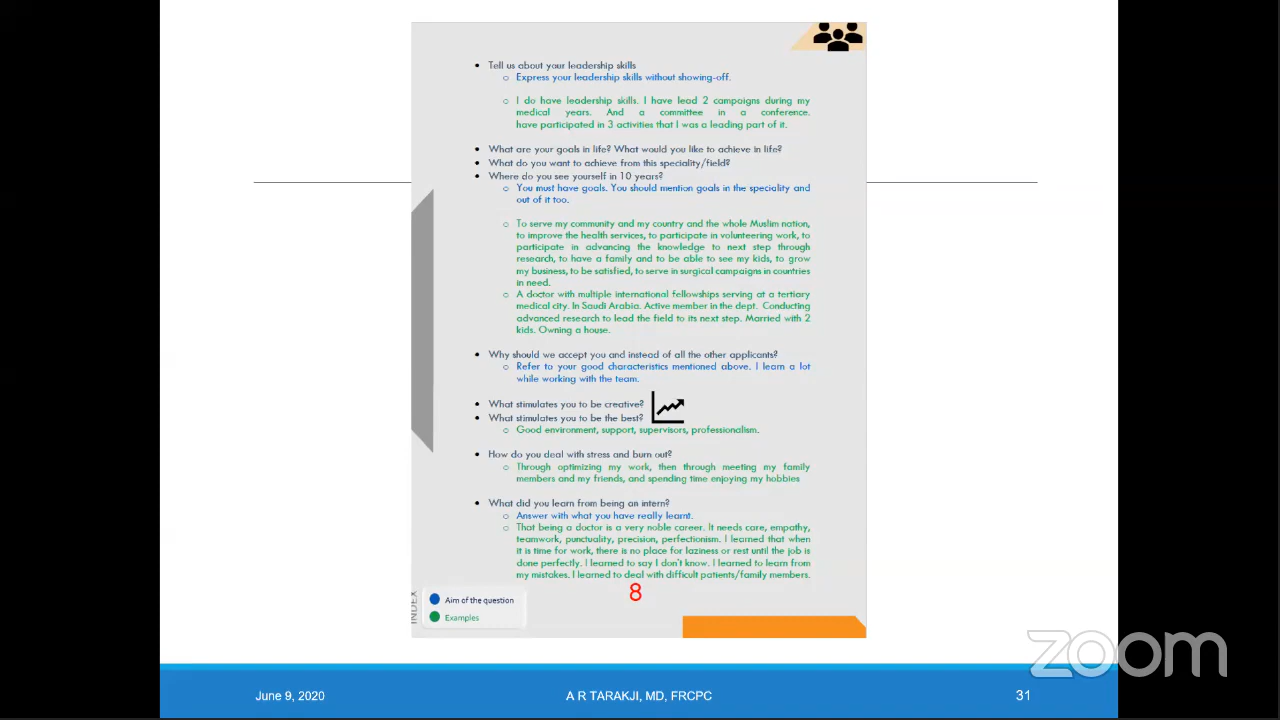 Tell us about your leadership skills
Express your leadership skills without showing-off.
I do have leadership skills. I have lead 2 campaigns during my
medical years. And a committee in a conference.
have participated in 3 activities that I was a leading part of it.
What are your goals in life? What would you like to achieve in life?
What do you want to achieve from this speciality/field?
Where do you see yourself in 10 years?
You must have goals. You should mention goals in the speciality and
out of it too.
To serve my community and my country and the whole Muslim nation,
to improve the health services, to participate in volunteering work, to
participate in advancing the knowledge to next step through
research, to have a family and to be able to see my kids, to grow
my business, to be satisfied, to serve in surgical campaigns in countries
in need.
A doctor with multiple international fellowships serving at a tertiary
medical city. In Saudi Arabia. Active member in the dept. Conducting
advanced research to lead the field to its next step. Married with 2
kids. Owning a house.
Why should we accept you and instead of all the other applicants?
Refer to your good characteristics mentioned above. I learn a lot
while working with the team.
What stimulates you to be creative?
What stimulates you to be the best?
Good environment, support, supervisors, professionalism.
How do you deal with stress and burn out?
Through optimizing my work, then through meeting my family
members and my friends, and spending time enjoying my hobbies
What did you learn from being an intern?
Answer with what you have really learnt.
That being a doctor is a very noble career. It needs care, empathy,
teamwork, punctuality, precision, perfectionism. I learned that when
it is time for work, there is no place for laziness or rest until the job is
done perfectly. I learned to say I don't know. I learned to learn from
my mistakes. I learned to deal with difficult patients/family members.
8
INDEX
Aim of the question
Examples
zoom
June 9, 2020
A R TARAKJI, MD, FRCPC
31